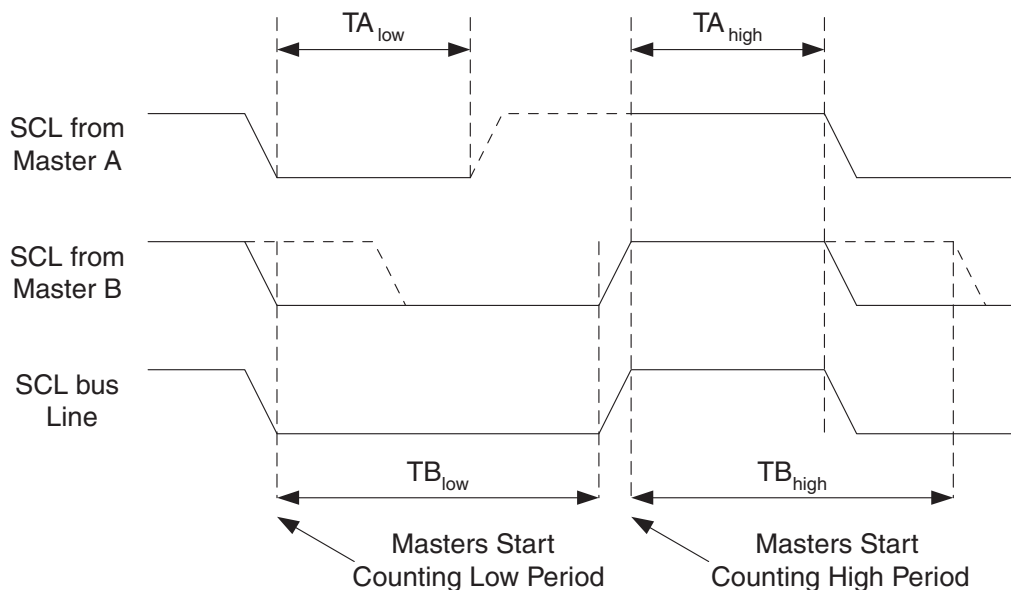 TA low
TA high
SCL from
Master A
SCL from
Master B
SCL bus
Line
TB low
TB high
Masters Start
Counting Low Period
Masters Start
Counting High Period